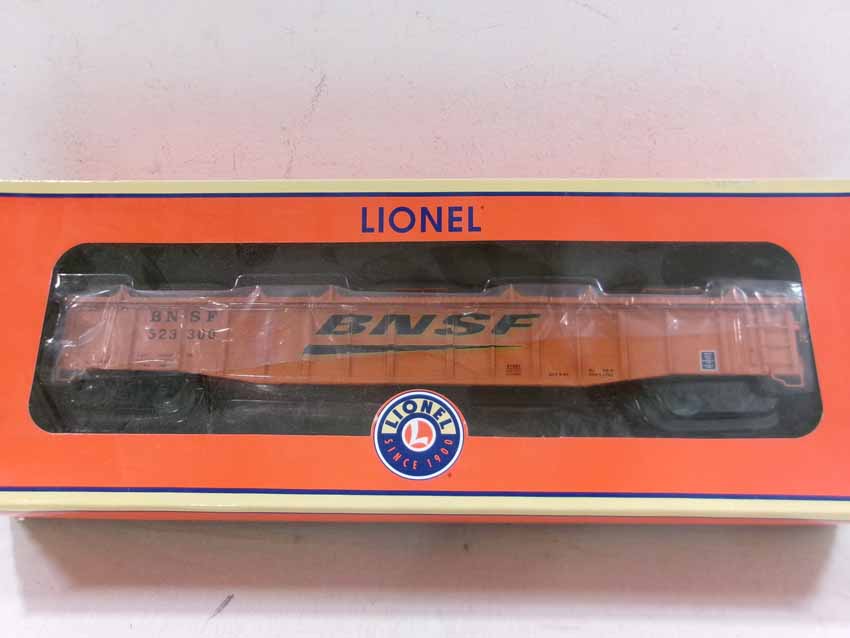 LIONEL
BNSF
523 300
BNSF
LIONEL
L
SINCE 1900